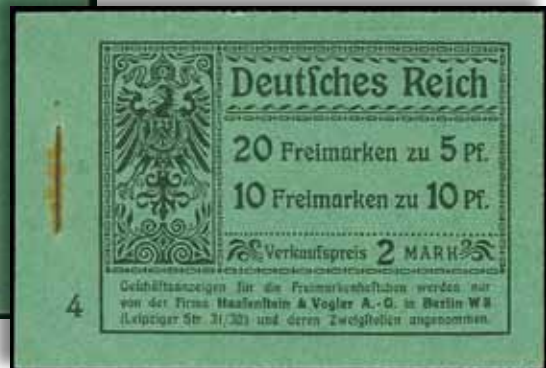 Deutſches Reich
20 Freimarken zu 5 Pf.
10 Freimarken zu 10 Pf.
Verkaufspreis 2 MARK
Geſchäftsanzeigen für die Freimarkenheftchen werden nur
von der Firma Haaſenſtein & Vogler A.-G. in Berlin W 8
(Leipziger Str. 31/32) und deren Zweigſtellen angenommen.
4